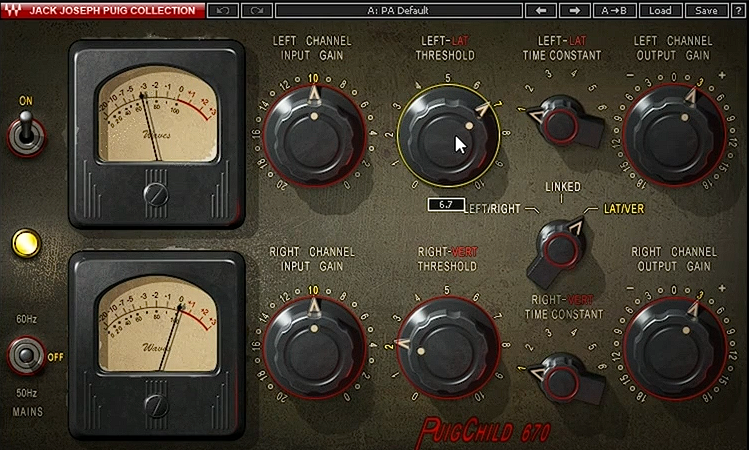 JACK JOSEPH PUIG COLLECTION
A: PA Default
A→B
Load
Save
?
LEFT CHANNEL
INPUT GAIN
LEFT-LAT
THRESHOLD
LEFT-LAT
TIME CONSTANT
LEFT CHANNEL
OUTPUT GAIN
ON
Waves
6.7
LINKED
LEFT/RIGHT
LAT/VER
RIGHT CHANNEL
INPUT GAIN
RIGHT-VERT
THRESHOLD
RIGHT-VERT
TIME CONSTANT
RIGHT CHANNEL
OUTPUT GAIN
60Hz
OFF
50Hz
MAINS
Waves
PUIGCHILD 670